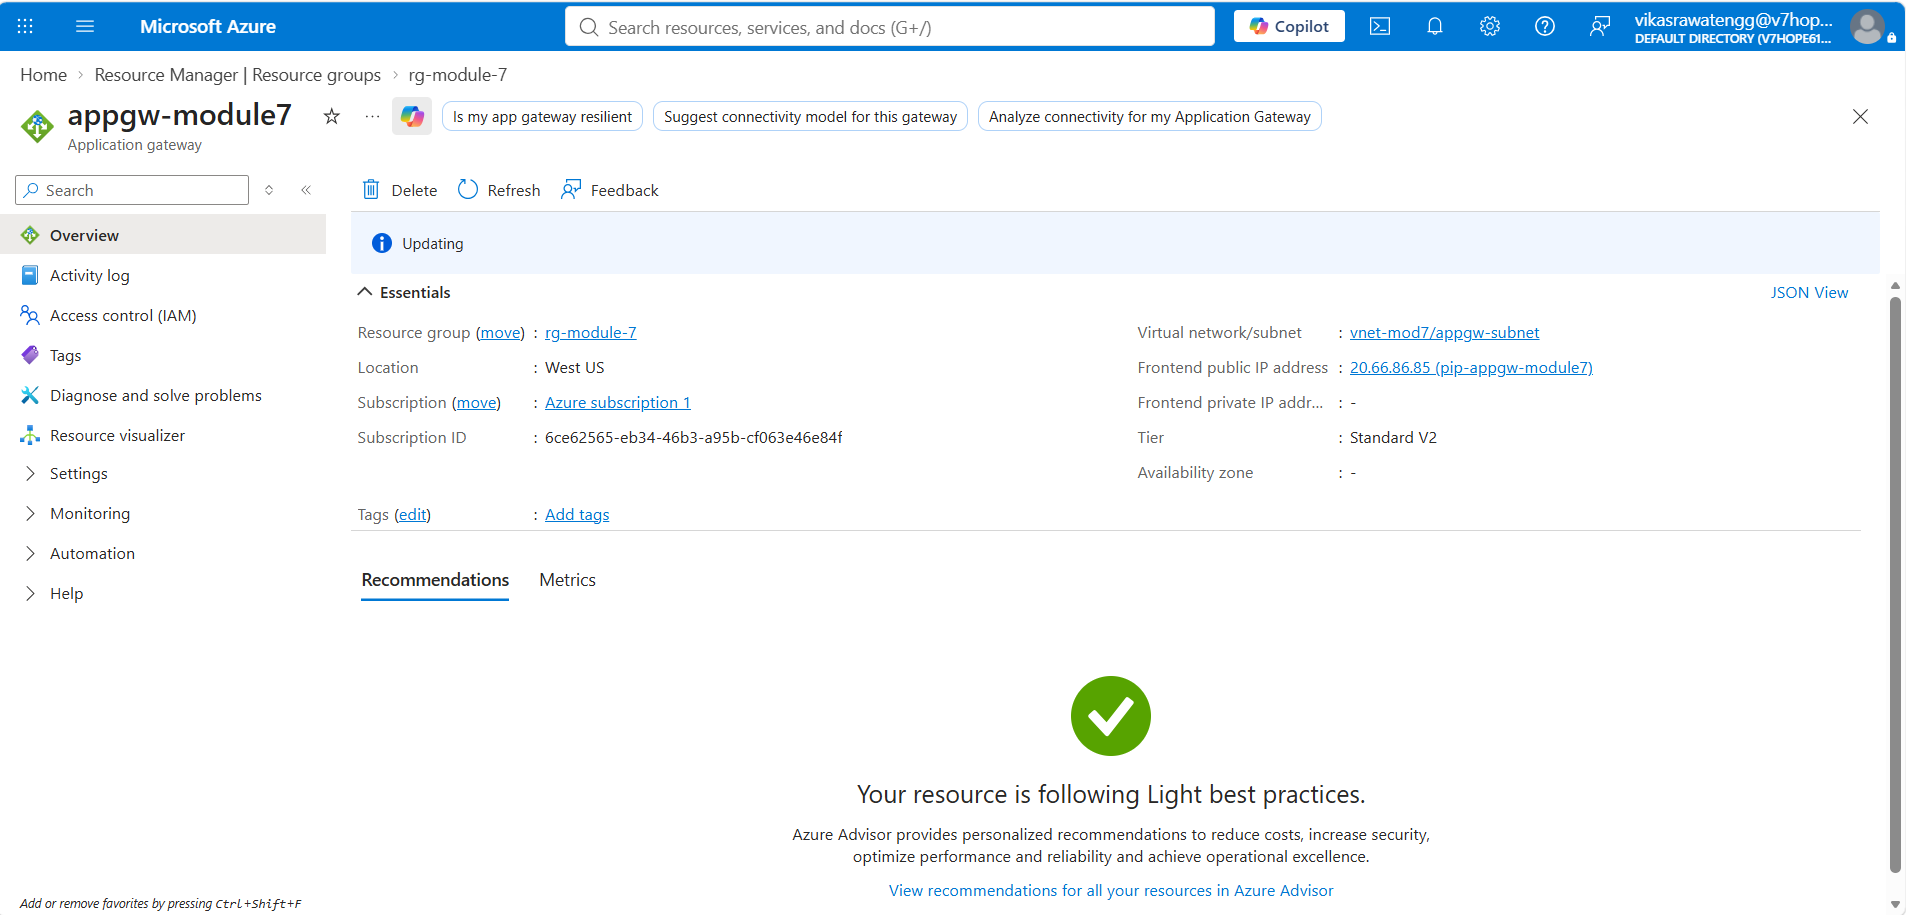 Microsoft Azure
Search resources, services, and docs (G+/)
Copilot
vikasrawatengg@v7hop...
DEFAULT DIRECTORY (V7HOPE61...
Home > Resource Manager | Resource groups > rg-module-7
appgw-module7
Application gateway
Is my app gateway resilient
Suggest connectivity model for this gateway
Analyze connectivity for my Application Gateway
Search
Overview
Activity log
Access control (IAM)
Tags
Diagnose and solve problems
Resource visualizer
Settings
Monitoring
Automation
Help
Add or remove favorites by pressing Ctrl+Shift+F
Delete
Refresh
Feedback
Updating
Essentials
JSON View
Resource group (move) : rg-module-7
Location : West US
Subscription (move) : Azure subscription 1
Subscription ID : 6ce62565-eb34-46b3-a95b-cf063e46e84f
Virtual network/subnet : vnet-mod7/appgw-subnet
Frontend public IP address : 20.66.86.85 (pip-appgw-module7)
Frontend private IP addr... : -
Tier : Standard V2
Availability zone : -
Tags (edit) : Add tags
Recommendations
Metrics
Your resource is following Light best practices.
Azure Advisor provides personalized recommendations to reduce costs, increase security,
optimize performance and reliability and achieve operational excellence.
View recommendations for all your resources in Azure Advisor